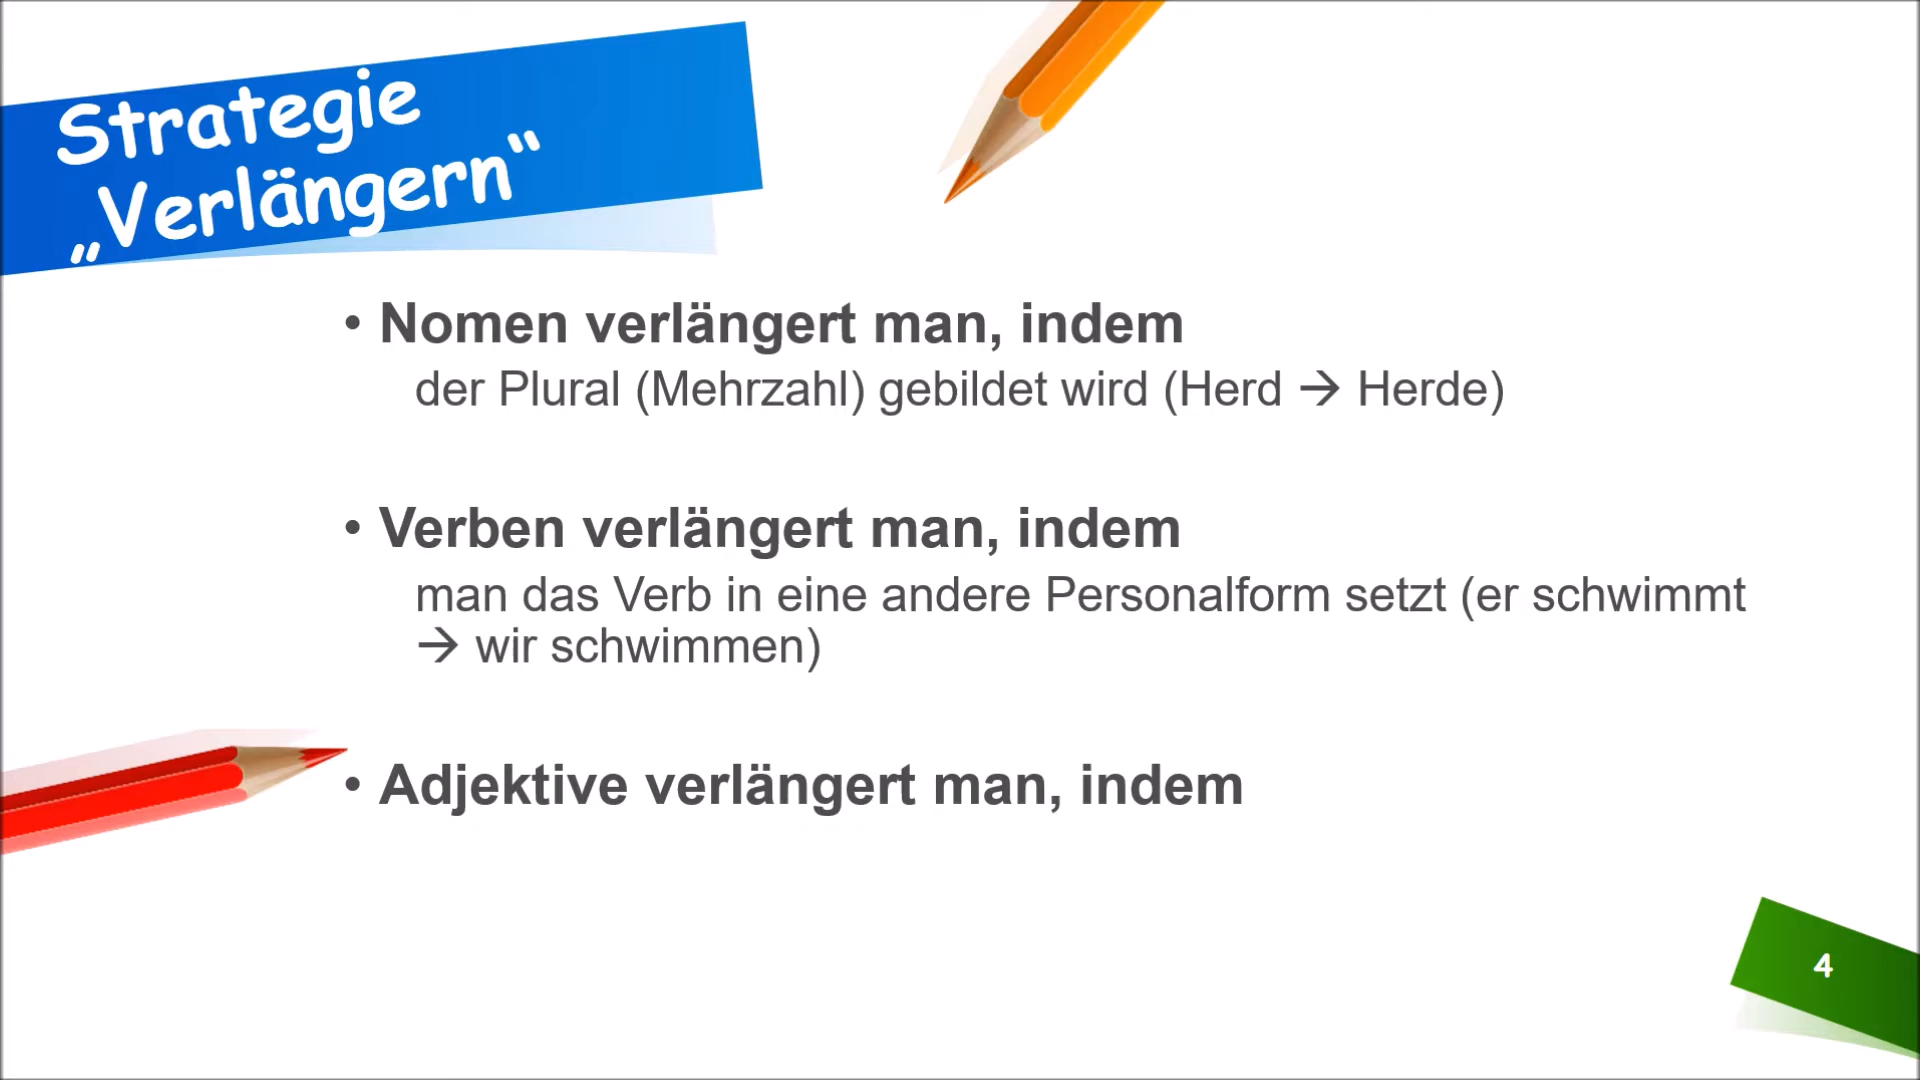 Strategie
„Verlängern“
• Nomen verlängert man, indem
der Plural (Mehrzahl) gebildet wird (Herd → Herde)
• Verben verlängert man, indem
man das Verb in eine andere Personalform setzt (er schwimmt
→ wir schwimmen)
• Adjektive verlängert man, indem
4